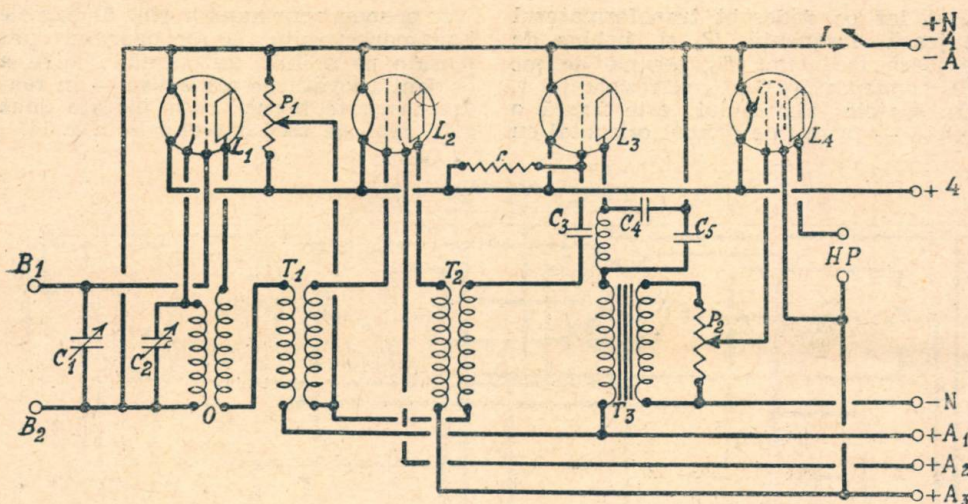 +N
I
-4
-A
P1
L1
L2
L3
L4
r
+4
C3
C4
C5
HP
B1
T1
T2
P2
C1
C2
O
T3
-N
B2
+A1
+A2
+A3